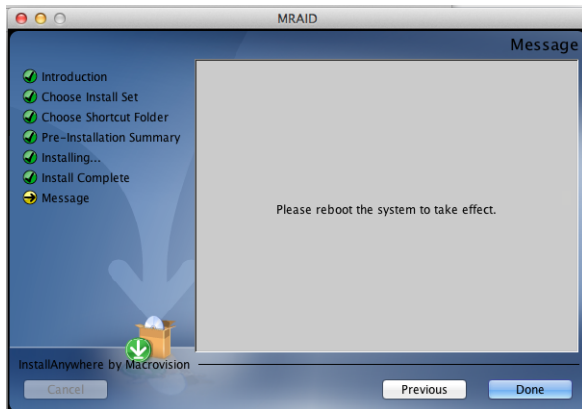 MRAID
Message
Introduction
Choose Install Set
Choose Shortcut Folder
Pre-Installation Summary
Installing...
Install Complete
Message
Please reboot the system to take effect.
InstallAnywhere by Macrovision
Cancel
Previous
Done